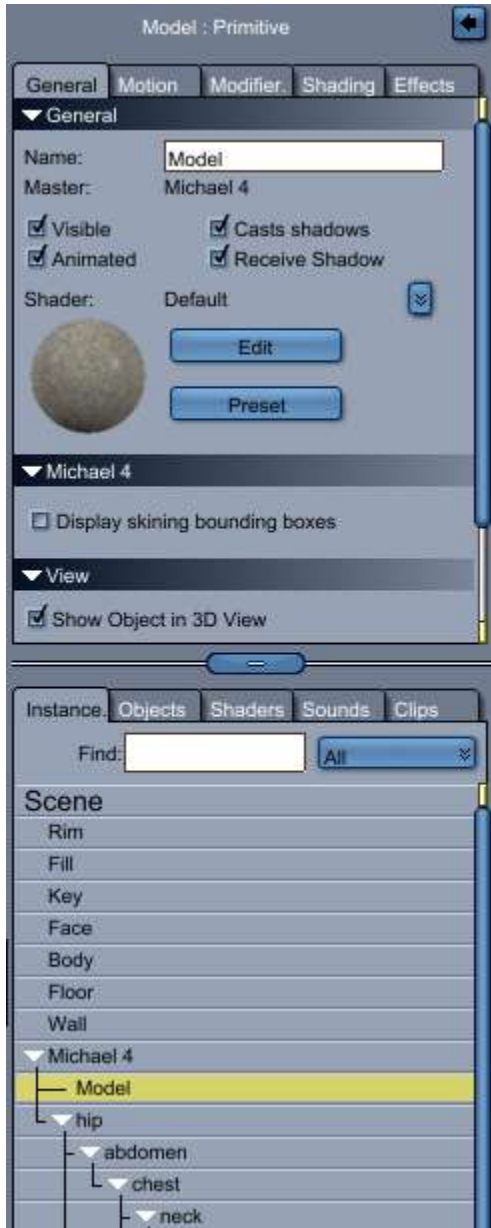 Model : Primitive
General Motion Modifier. Shading Effects
General
Name: Model
Master: Michael 4
Visible Casts shadows
Animated Receive Shadow
Shader: Default
Edit
Preset
Michael 4
Display skining bounding boxes
View
Show Object in 3D View
Instance. Objects Shaders Sounds Clips
Find: All
Scene
Rim
Fill
Key
Face
Body
Floor
Wall
Michael 4
Model
hip
abdomen
chest
neck